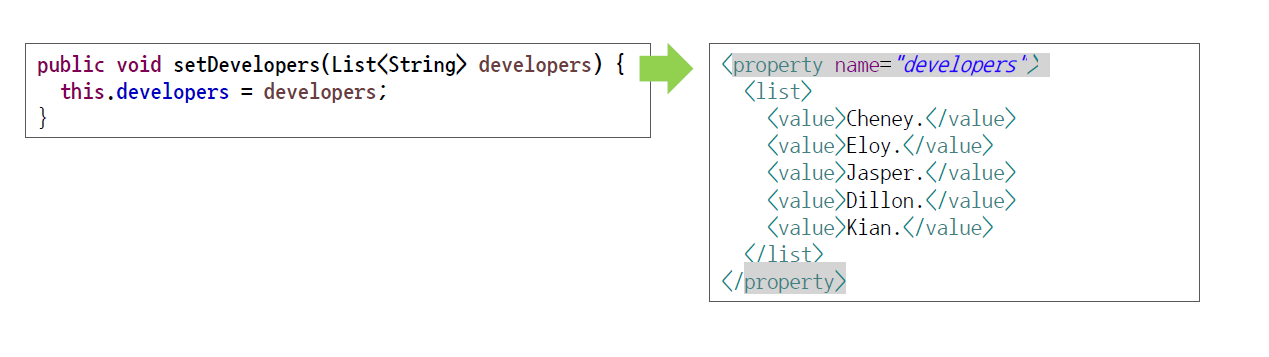 public void setDevelopers(List<String> developers) {
this.developers = developers;
}
<property name="developers">
<list>
<value>Cheney.</value>
<value>Eloy.</value>
<value>Jasper.</value>
<value>Dillon.</value>
<value>Kian.</value>
</list>
</property>